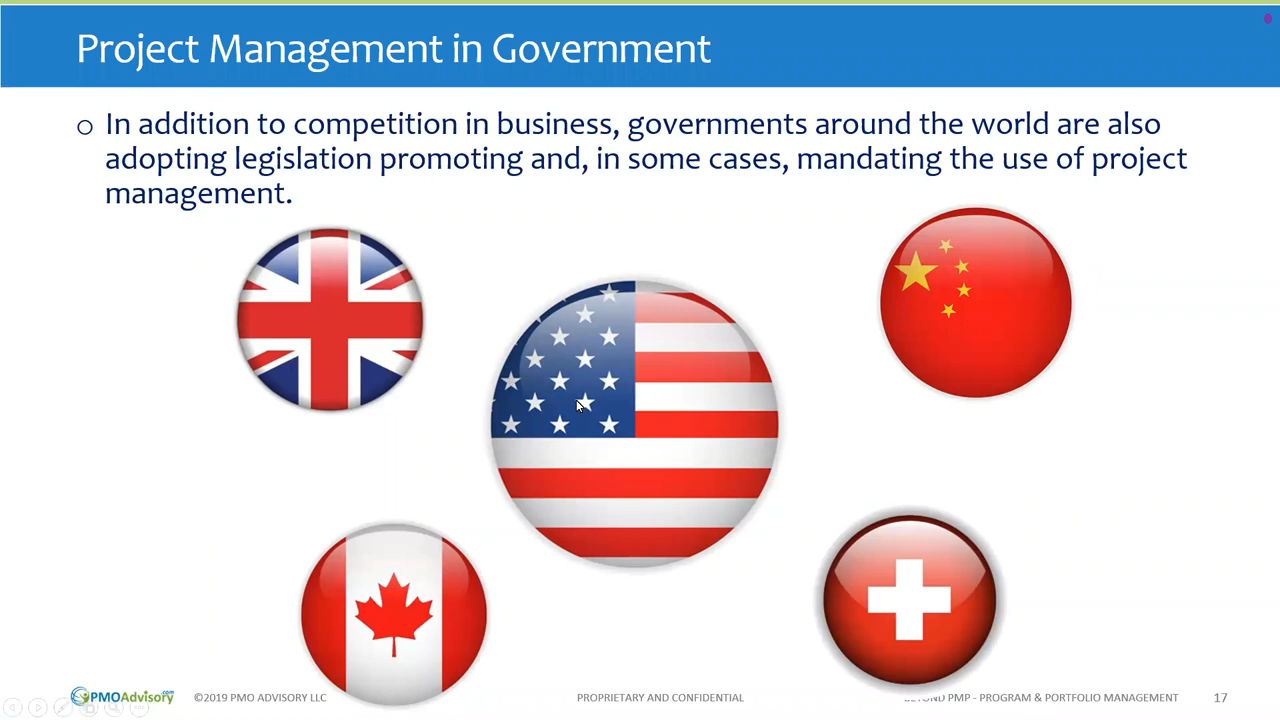 Project Management in Government
o In addition to competition in business, governments around the world are also
adopting legislation promoting and, in some cases, mandating the use of project
management.
PMOAdvisory.com
©2019 PMO ADVISORY LLC
PROPRIETARY AND CONFIDENTIAL
BEYOND PMP - PROGRAM & PORTFOLIO MANAGEMENT
17